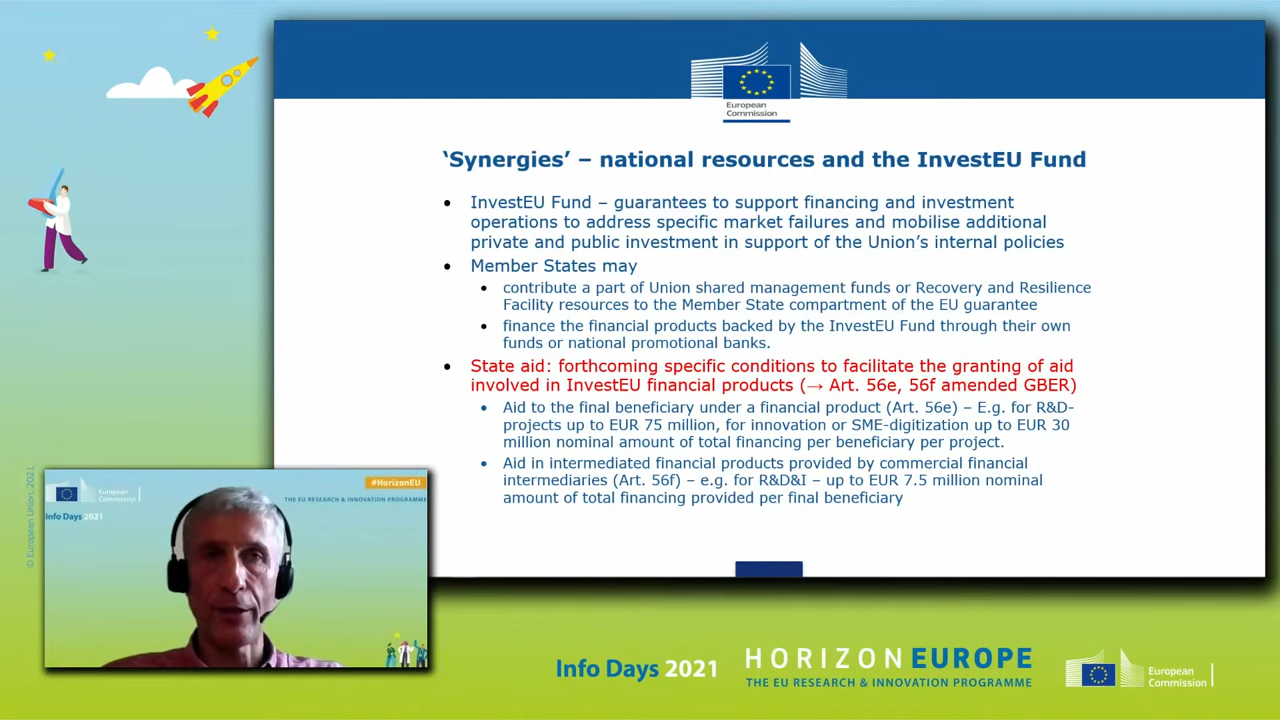 European
Commission
‘Synergies’ – national resources and the InvestEU Fund
• InvestEU Fund – guarantees to support financing and investment
operations to address specific market failures and mobilise additional
private and public investment in support of the Union’s internal policies
• Member States may
• contribute a part of Union shared management funds or Recovery and Resilience
Facility resources to the Member State compartment of the EU guarantee
• finance the financial products backed by the InvestEU Fund through their own
funds or national promotional banks.
• State aid: forthcoming specific conditions to facilitate the granting of aid
involved in InvestEU financial products (→ Art. 56e, 56f amended GBER)
• Aid to the final beneficiary under a financial product (Art. 56e) – E.g. for R&D-
projects up to EUR 75 million, for innovation or SME-digitization up to EUR 30
million nominal amount of total financing per beneficiary per project.
• Aid in intermediated financial products provided by commercial financial
intermediaries (Art. 56f) – e.g. for R&D&I – up to EUR 7.5 million nominal
amount of total financing provided per final beneficiary
© European Union, 2021
#HorizonEU
European
Commission
THE EU RESEARCH & INNOVATION PROGRAMME
Info Days 2021
Info Days 2021
HORIZON EUROPE
THE EU RESEARCH & INNOVATION PROGRAMME
European
Commission